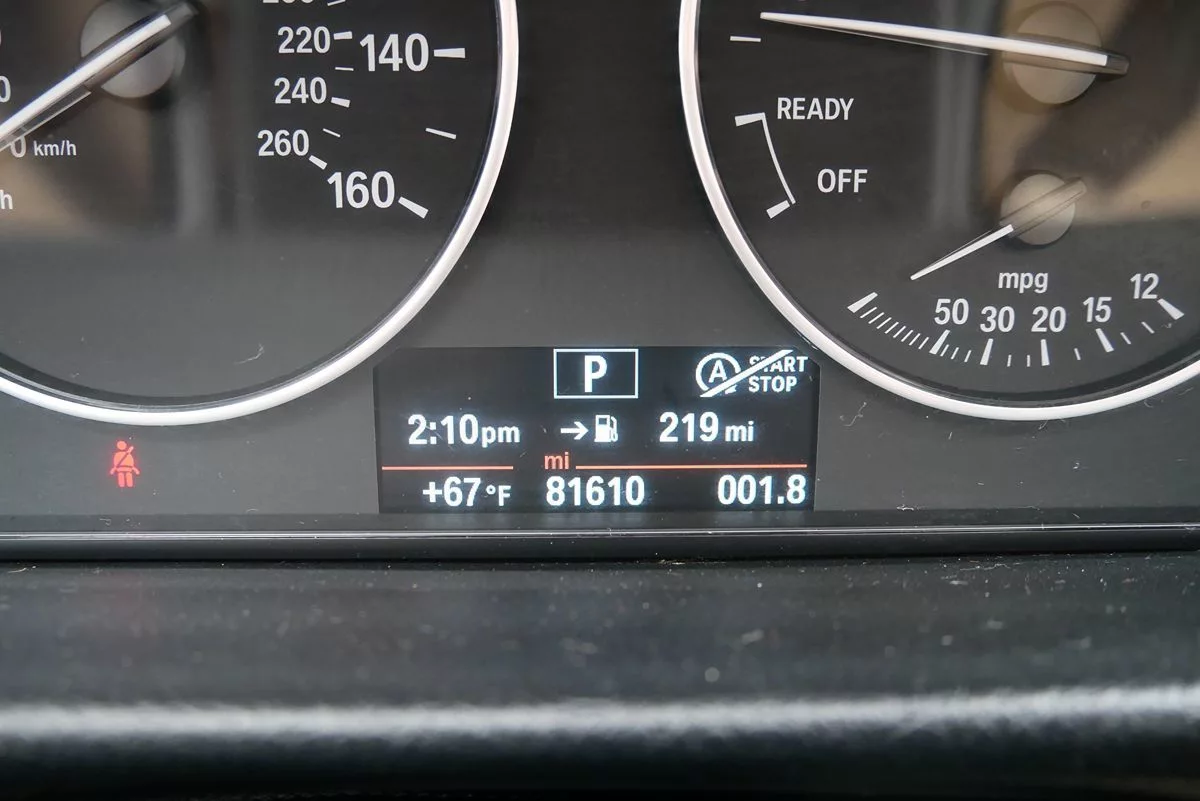 220 140
240
260
160
0 km/h
READY
OFF
mpg
50 30 20 15 12
P
A START STOP
2:10pm 219 mi
mi
+67°F 81610 001.8